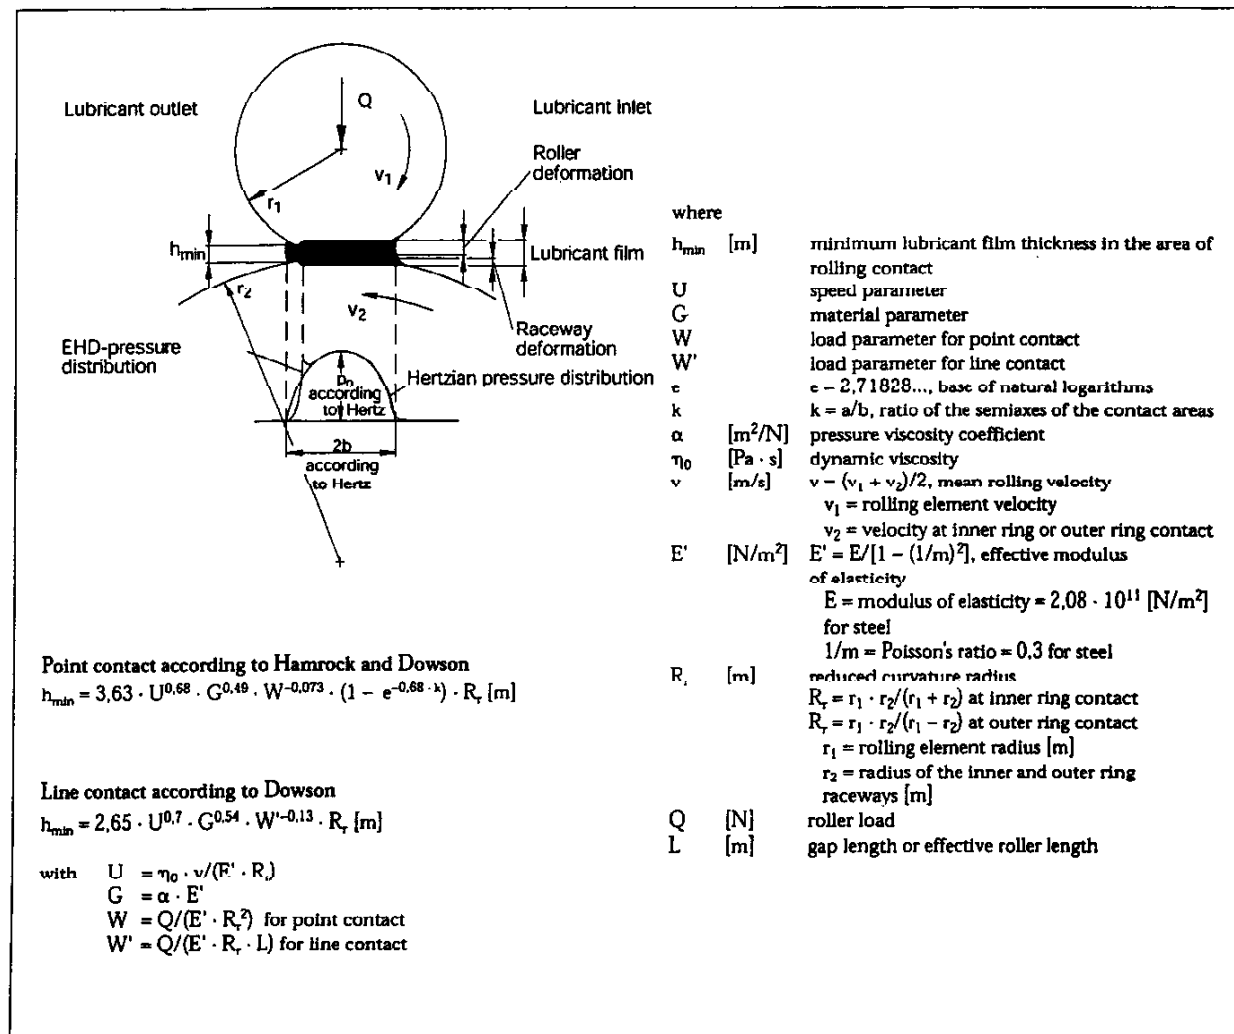 Lubricant outlet
Q
Lubricant inlet
Roller
deformation
v₁
r₁
hₘᵢₙ
Lubricant film
r₂
v₂
Raceway
deformation
EHD-pressure
distribution
Hertzian pressure distribution
according
to Hertz
2b
according
to Hertz
Point contact according to Hamrock and Dowson
hₘᵢₙ = 3,63 · U⁰,⁶⁸ · G⁰,⁴⁹ · W⁻⁰,⁰⁷³ · (1 – e⁻⁰,⁶⁸ · ᵏ) · Rᵣ [m]
Line contact according to Dowson
hₘᵢₙ = 2,65 · U⁰,⁷ · G⁰,⁵⁴ · W'⁻⁰,¹³ · Rᵣ [m]
with U = η₀ · v/(E' · Rᵣ)
G = α · E'
W = Q/(E' · Rᵣ²) for point contact
W' = Q/(E' · Rᵣ · L) for line contact
where
hₘᵢₙ [m] minimum lubricant film thickness in the area of
rolling contact
U speed parameter
G material parameter
W load parameter for point contact
W' load parameter for line contact
e e = 2,71828..., base of natural logarithms
k k = a/b, ratio of the semiaxes of the contact areas
α [m²/N] pressure viscosity coefficient
η₀ [Pa · s] dynamic viscosity
v [m/s] v = (v₁ + v₂)/2, mean rolling velocity
v₁ = rolling element velocity
v₂ = velocity at inner ring or outer ring contact
E' [N/m²] E' = E/[1 – (1/m)²], effective modulus
of elasticity
E = modulus of elasticity = 2,08 · 10¹¹ [N/m²]
for steel
1/m = Poisson's ratio = 0,3 for steel
Rᵣ [m] reduced curvature radius
Rᵣ = r₁ · r₂/(r₁ + r₂) at inner ring contact
Rᵣ = r₁ · r₂/(r₁ – r₂) at outer ring contact
r₁ = rolling element radius [m]
r₂ = radius of the inner and outer ring
raceways [m]
Q [N] roller load
L [m] gap length or effective roller length